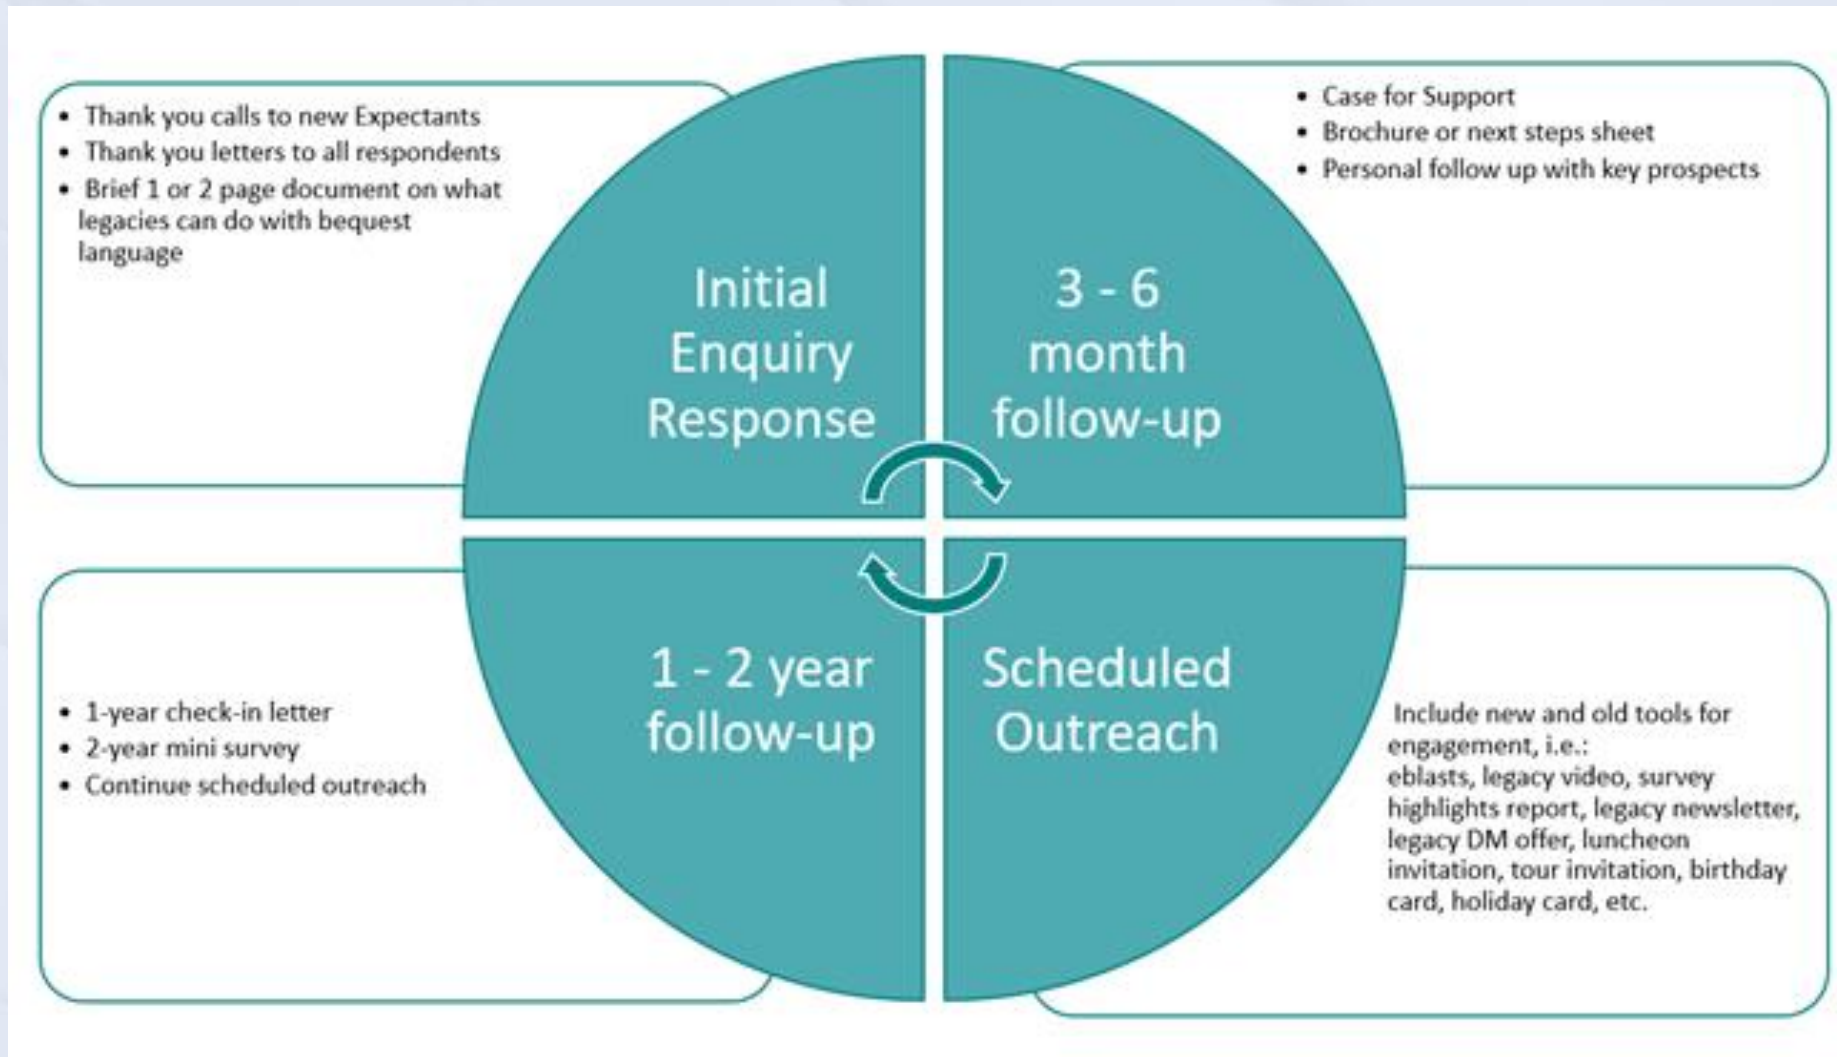 • Thank you calls to new Expectants
• Thank you letters to all respondents
• Brief 1 or 2 page document on what
legacies can do with bequest
language
Initial
Enquiry
Response
3 - 6
month
follow-up
• Case for Support
• Brochure or next steps sheet
• Personal follow up with key prospects
• 1-year check-in letter
• 2-year mini survey
• Continue scheduled outreach
1 - 2 year
follow-up
Scheduled
Outreach
Include new and old tools for
engagement, i.e.:
eblasts, legacy video, survey
highlights report, legacy newsletter,
legacy DM offer, luncheon
invitation, tour invitation, birthday
card, holiday card, etc.